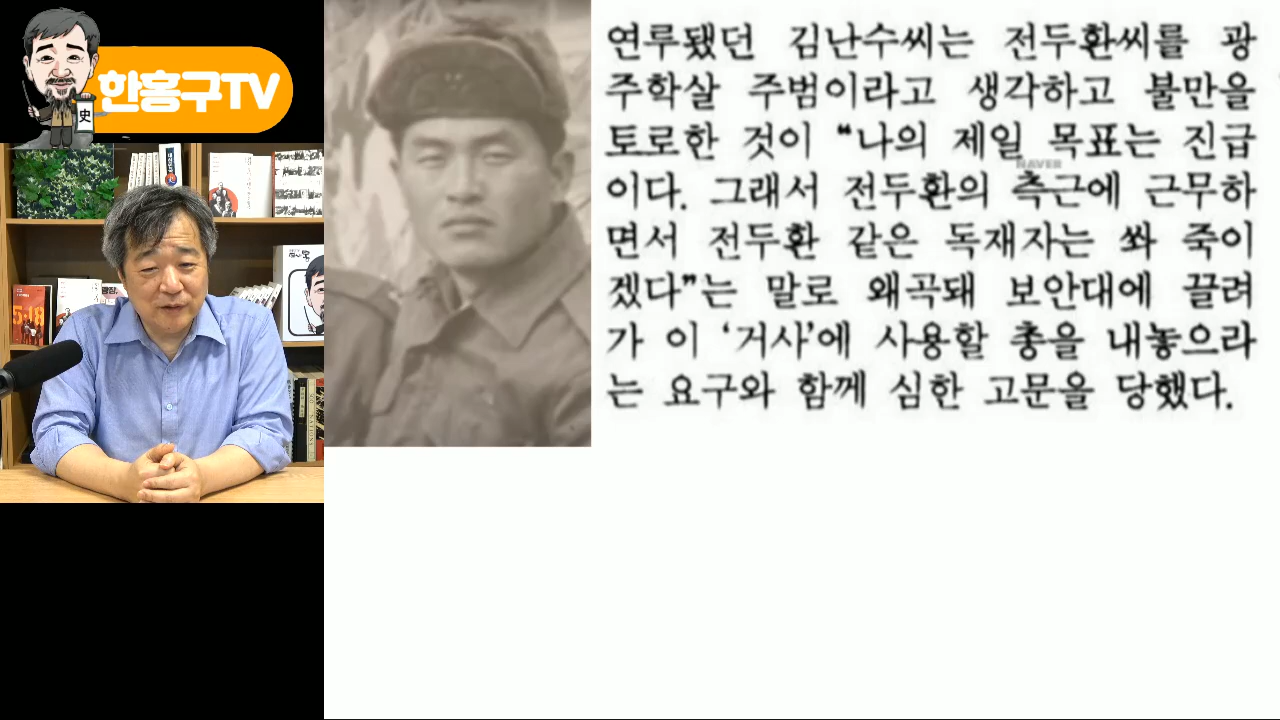 한홍구TV
史
연루됐던 김난수씨는 전두환씨를 광
주학살 주범이라고 생각하고 불만을
토로한 것이 “나의 제일 목표는 진급
NAVER
이다. 그래서 전두환의 측근에 근무하
면서 전두환 같은 독재자는 쏴 죽이
겠다”는 말로 왜곡돼 보안대에 끌려
가 이 ‘거사’에 사용할 총을 내놓으라
는 요구와 함께 심한 고문을 당했다.